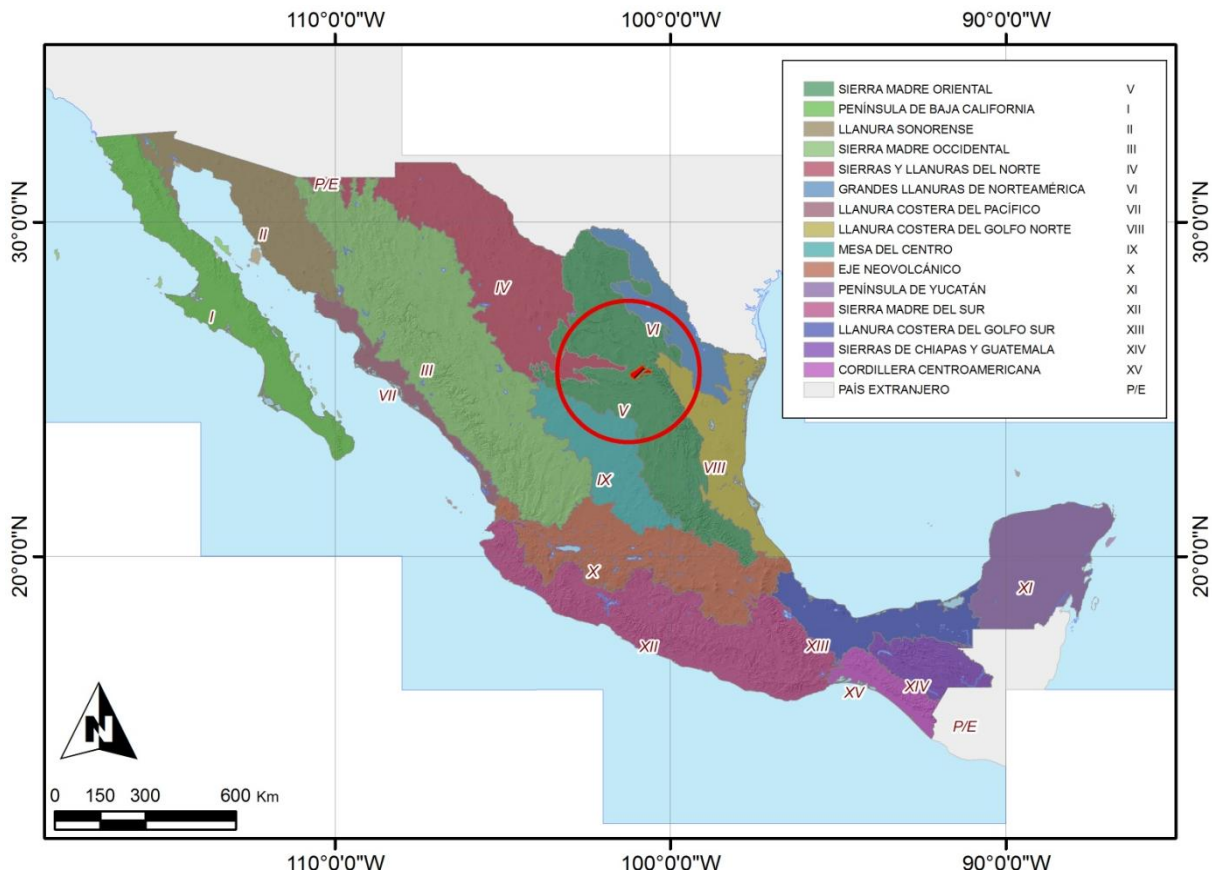 110°0'0"W 100°0'0"W 90°0'0"W
SIERRA MADRE ORIENTAL V
PENÍNSULA DE BAJA CALIFORNIA I
LLANURA SONORENSE II
SIERRA MADRE OCCIDENTAL III
SIERRAS Y LLANURAS DEL NORTE IV
GRANDES LLANURAS DE NORTEAMÉRICA VI
LLANURA COSTERA DEL PACÍFICO VII
LLANURA COSTERA DEL GOLFO NORTE VIII
MESA DEL CENTRO IX
EJE NEOVOLCÁNICO X
PENÍNSULA DE YUCATÁN XI
SIERRA MADRE DEL SUR XII
LLANURA COSTERA DEL GOLFO SUR XIII
SIERRAS DE CHIAPAS Y GUATEMALA XIV
CORDILLERA CENTROAMERICANA XV
PAÍS EXTRANJERO P/E
P/E
30°0'0"N 30°0'0"N
II
IV
I
VI
III
VII
V
VIII
IX
20°0'0"N 20°0'0"N
X
XI
XII
XIII
XV
XIV
P/E
N
0 150 300 600 Km
110°0'0"W 100°0'0"W 90°0'0"W